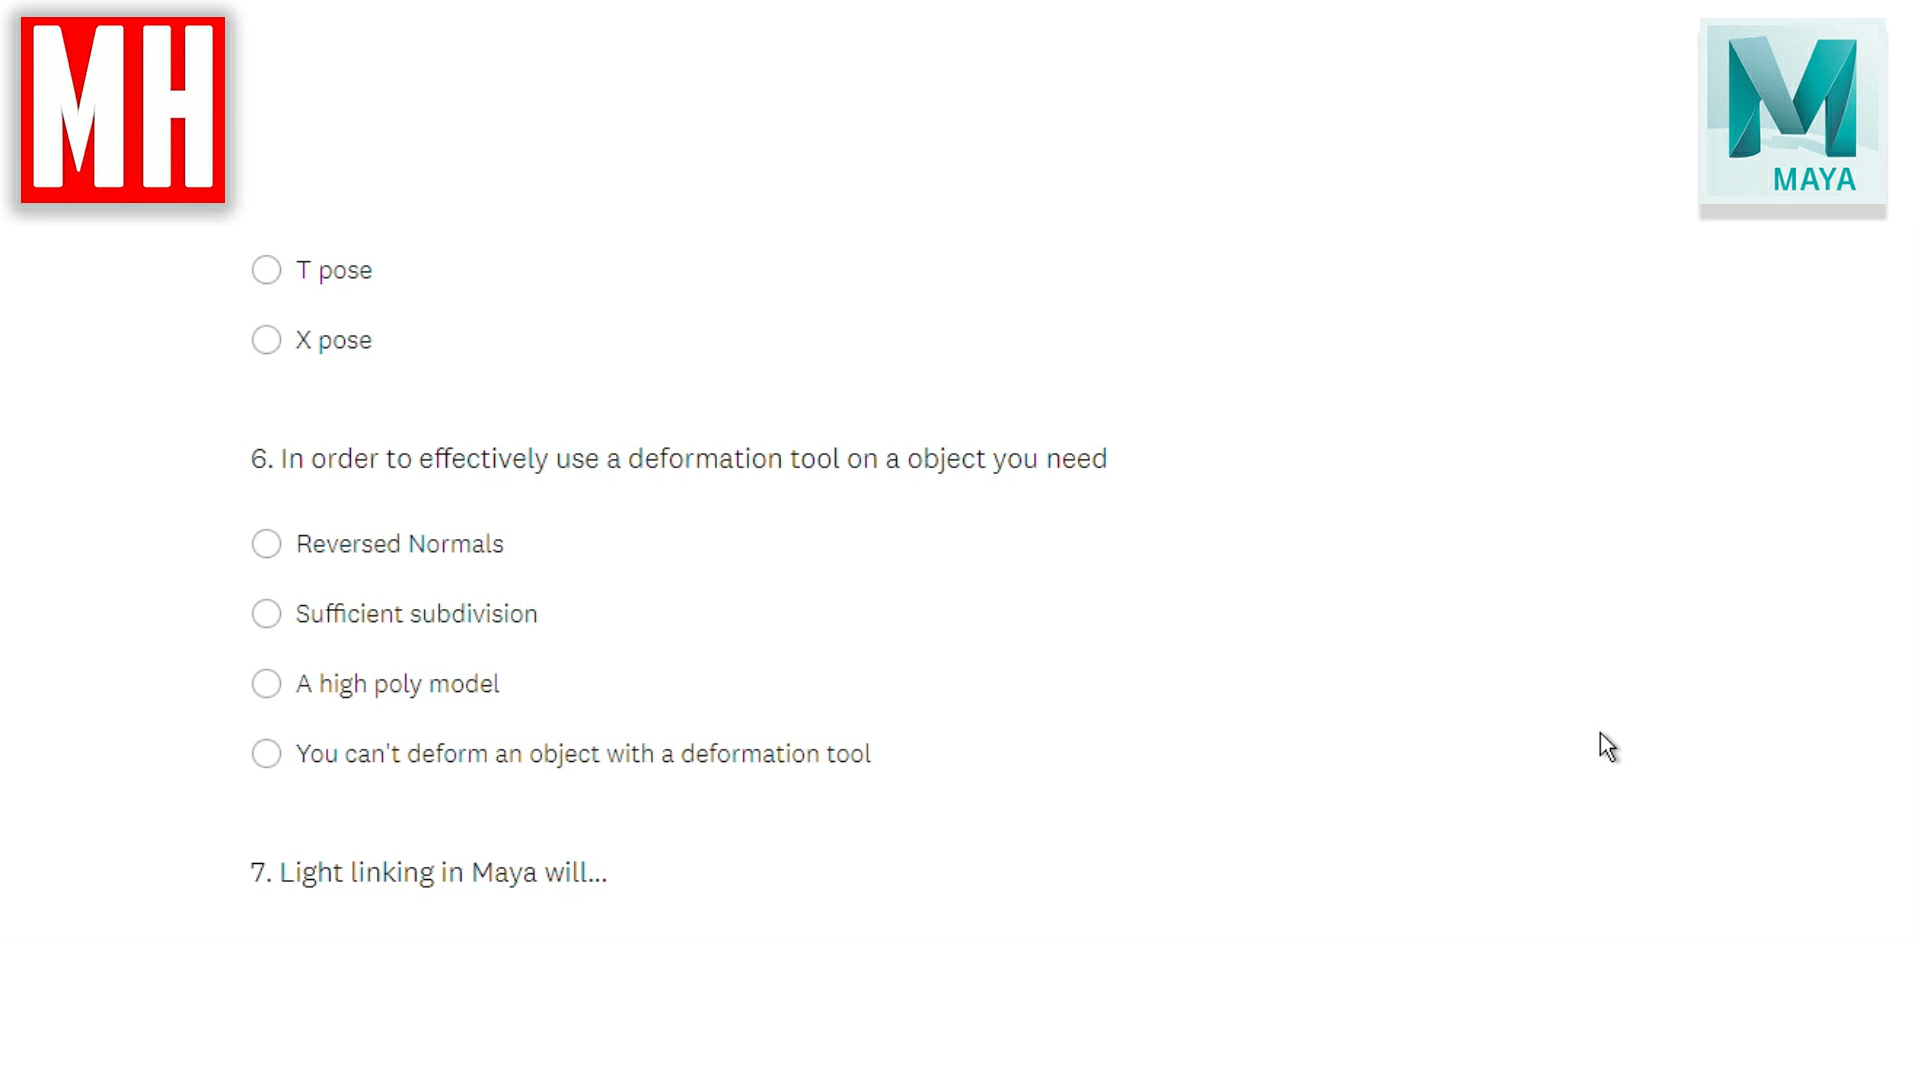 MH
MAYA
T pose
X pose
6. In order to effectively use a deformation tool on a object you need
Reversed Normals
Sufficient subdivision
A high poly model
You can't deform an object with a deformation tool
7. Light linking in Maya will...